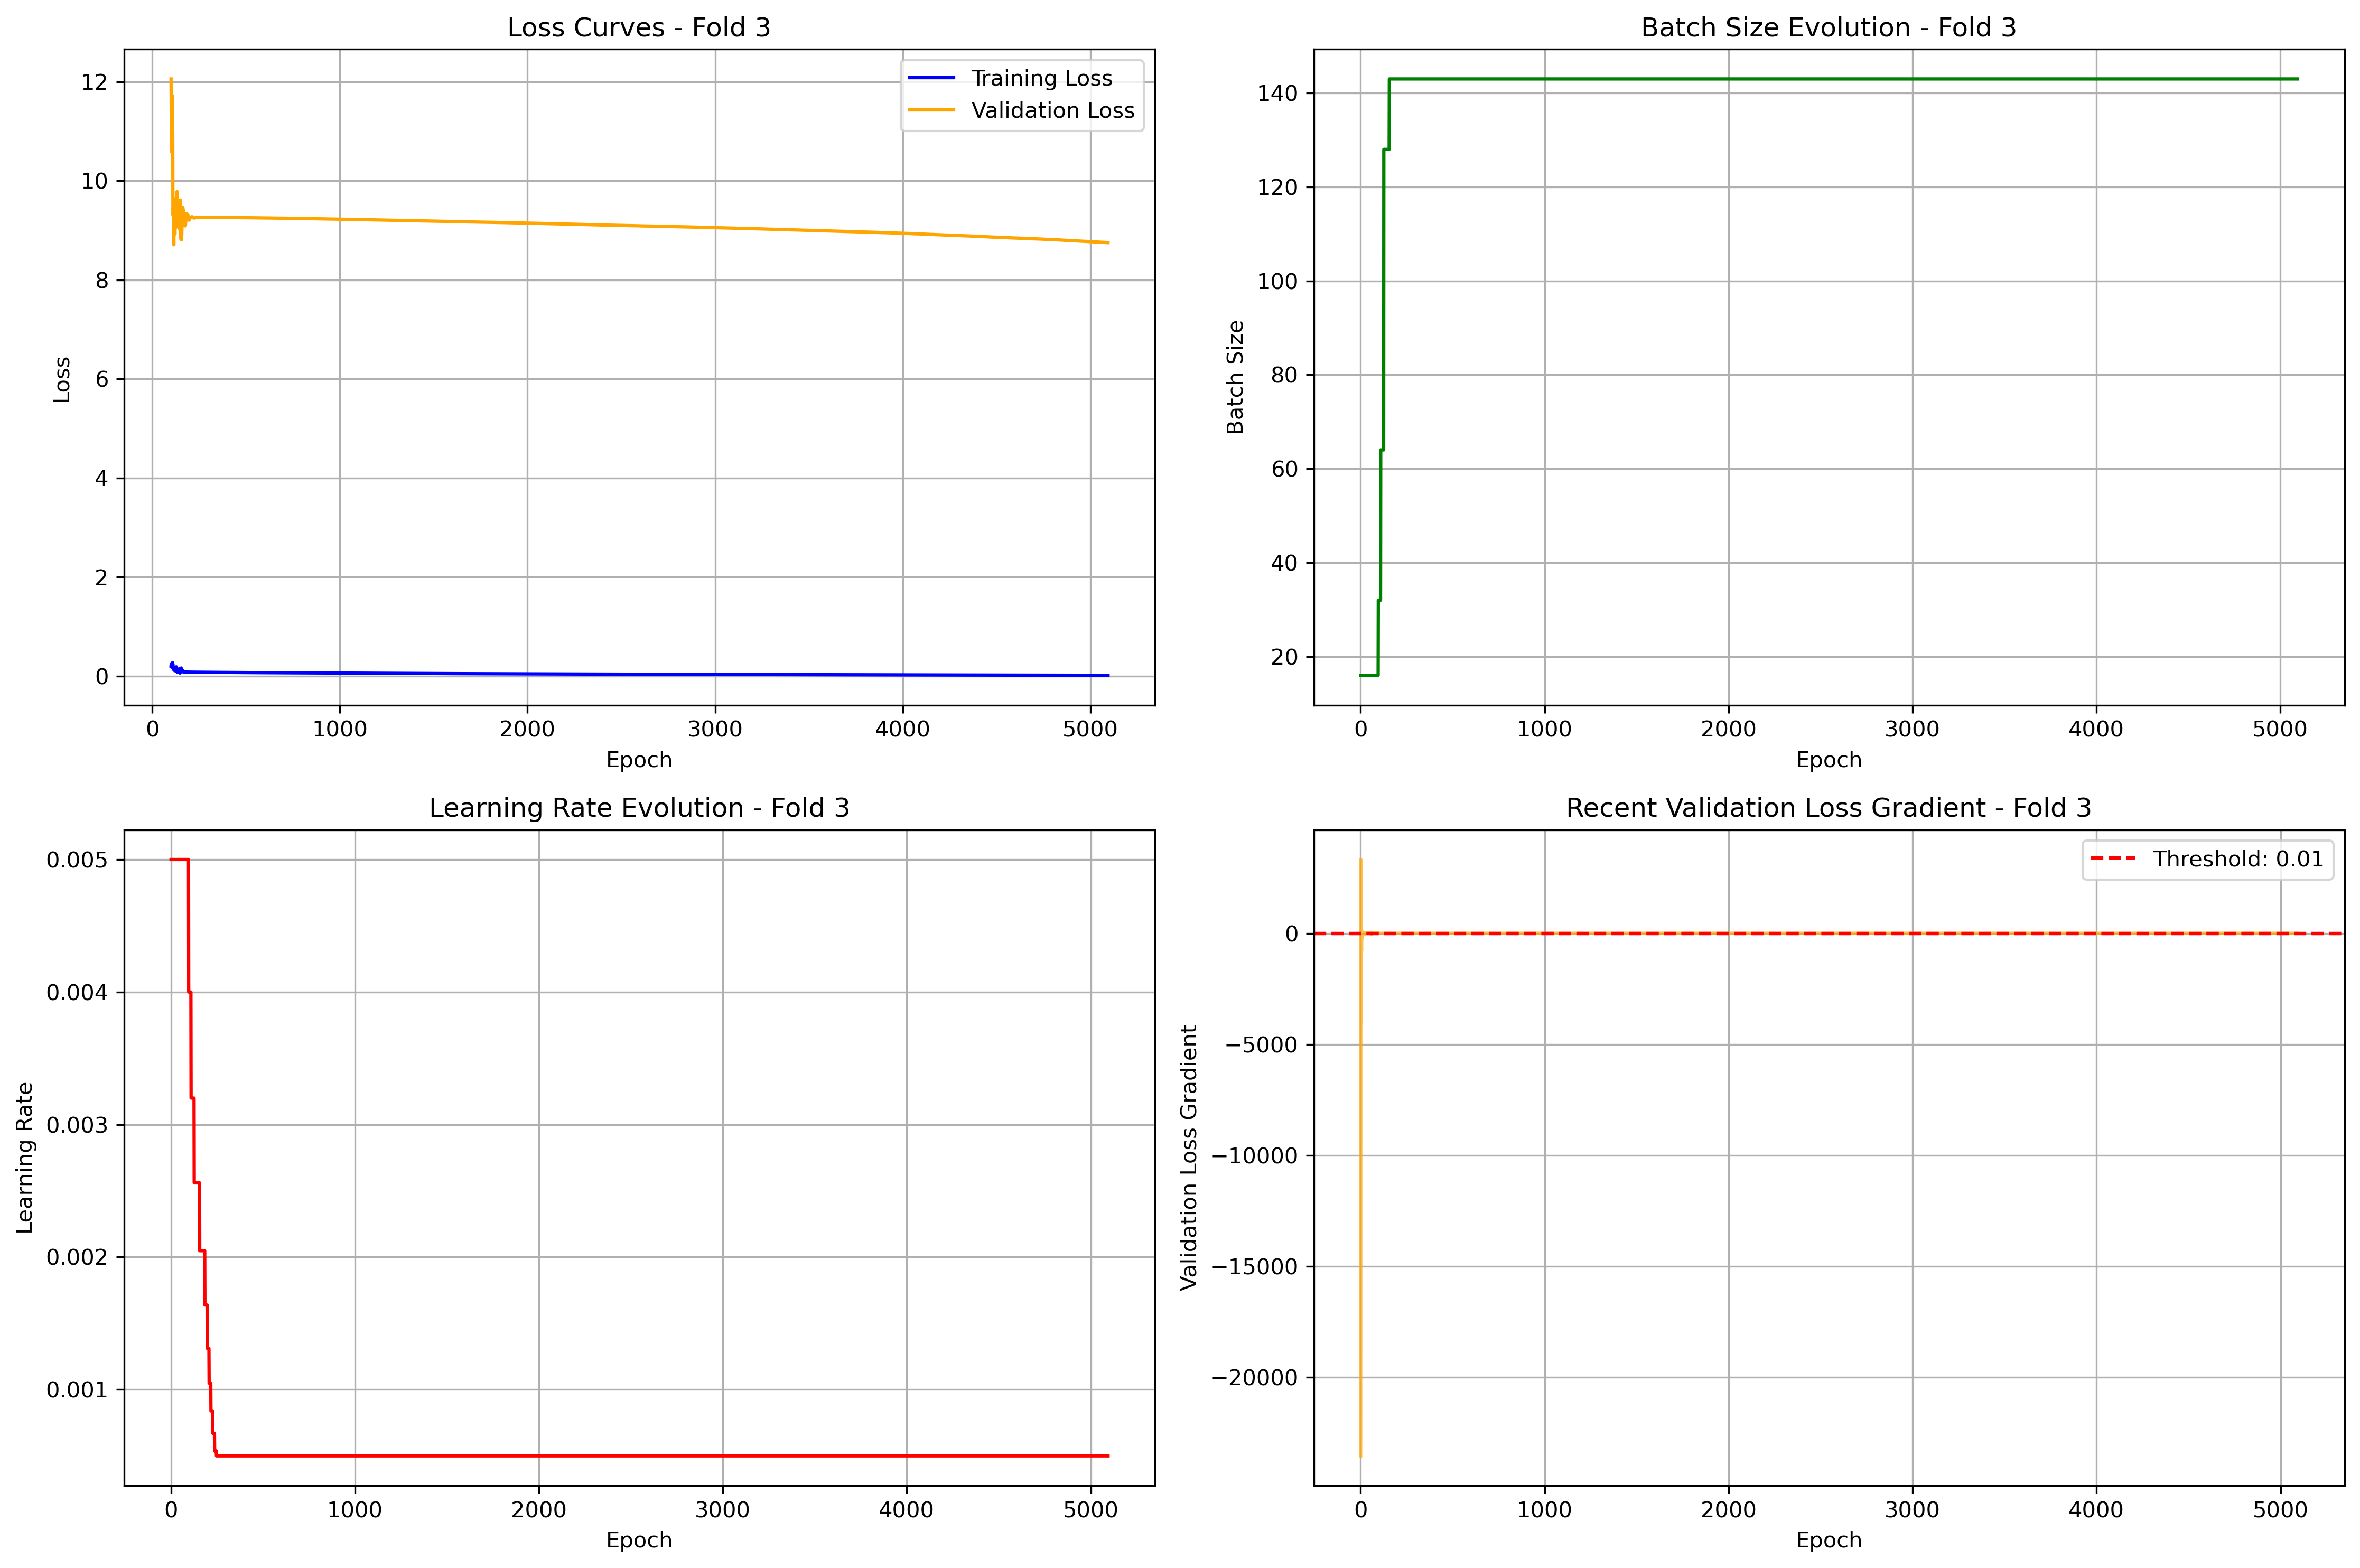 Loss Curves - Fold 3
12
10
8
6
4
2
0
Loss
Training Loss
Validation Loss
0 1000 2000 3000 4000 5000
Epoch
Batch Size Evolution - Fold 3
140
120
100
80
60
40
20
Batch Size
0 1000 2000 3000 4000 5000
Epoch
Learning Rate Evolution - Fold 3
0.005
0.004
0.003
0.002
0.001
Learning Rate
0 1000 2000 3000 4000 5000
Epoch
Recent Validation Loss Gradient - Fold 3
Threshold: 0.01
0
−5000
−10000
−15000
−20000
Validation Loss Gradient
0 1000 2000 3000 4000 5000
Epoch